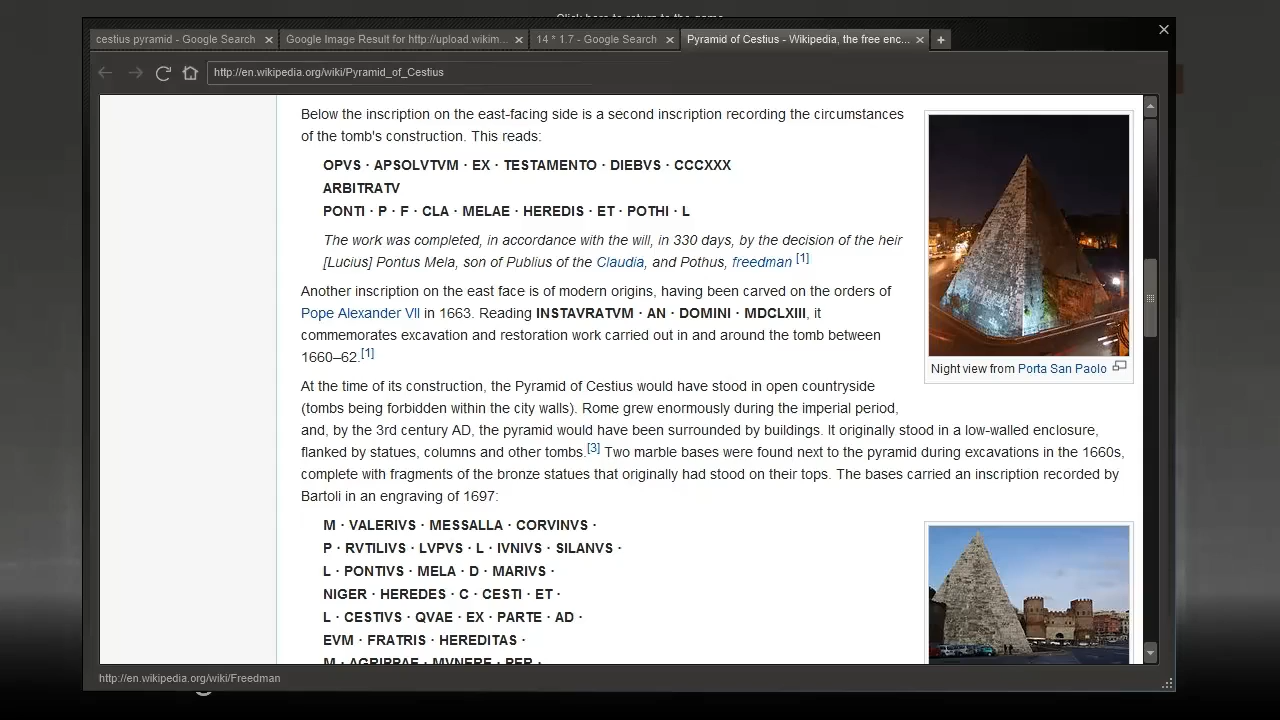 Click here to return to the game
cestius pyramid - Google Search
Google Image Result for http://upload.wikim...
14 * 1.7 - Google Search
Pyramid of Cestius - Wikipedia, the free enc...
http://en.wikipedia.org/wiki/Pyramid_of_Cestius
Below the inscription on the east-facing side is a second inscription recording the circumstances
of the tomb's construction. This reads:
OPVS · APSOLVTVM · EX · TESTAMENTO · DIEBVS · CCCXXX
ARBITRATV
PONTI · P · F · CLA · MELAE · HEREDIS · ET · POTHI · L
The work was completed, in accordance with the will, in 330 days, by the decision of the heir
[Lucius] Pontus Mela, son of Publius of the Claudia, and Pothus, freedman [1]
Another inscription on the east face is of modern origins, having been carved on the orders of
Pope Alexander VII in 1663. Reading INSTAVRATVM · AN · DOMINI · MDCLXIII, it
commemorates excavation and restoration work carried out in and around the tomb between
1660–62.[1]
Night view from Porta San Paolo
At the time of its construction, the Pyramid of Cestius would have stood in open countryside
(tombs being forbidden within the city walls). Rome grew enormously during the imperial period,
and, by the 3rd century AD, the pyramid would have been surrounded by buildings. It originally stood in a low-walled enclosure,
flanked by statues, columns and other tombs.[3] Two marble bases were found next to the pyramid during excavations in the 1660s,
complete with fragments of the bronze statues that originally had stood on their tops. The bases carried an inscription recorded by
Bartoli in an engraving of 1697:
M · VALERIVS · MESSALLA · CORVINVS ·
P · RVTILIVS · LVPVS · L · IVNIVS · SILANVS ·
L · PONTIVS · MELA · D · MARIVS ·
NIGER · HEREDES · C · CESTI · ET ·
L · CESTIVS · QVAE · EX · PARTE · AD ·
EVM · FRATRIS · HEREDITAS ·
M · AGRIPPAE · MVNERE · PER ·
http://en.wikipedia.org/wiki/Freedman